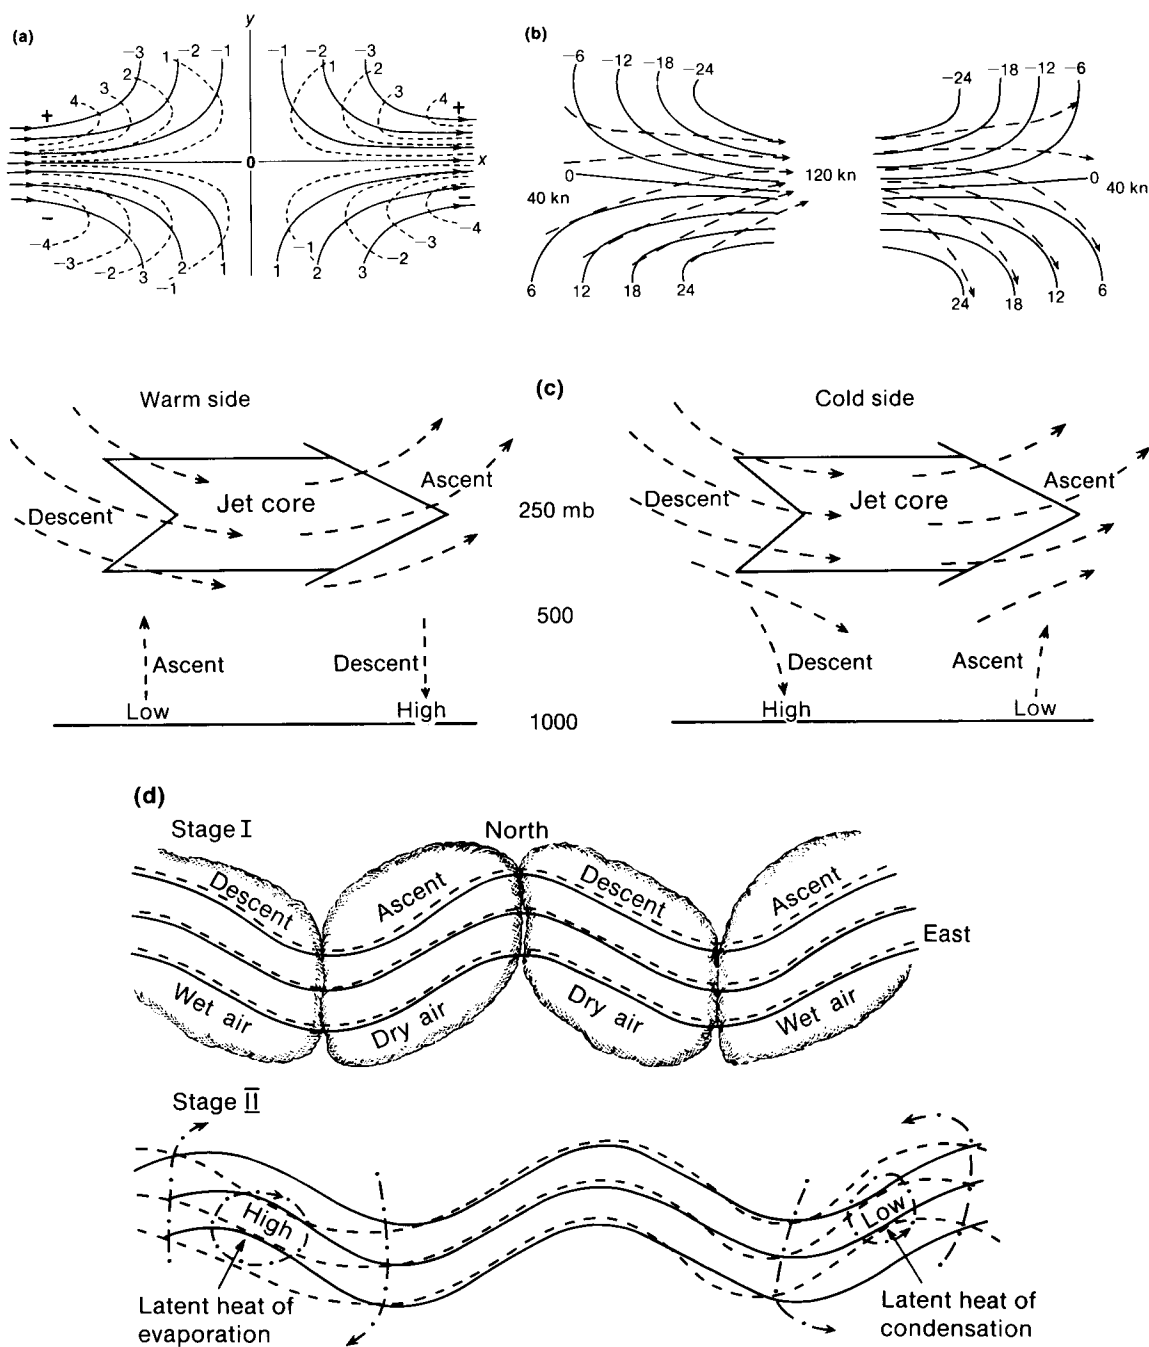 (a)
y
−3 −2 −1 −1 −2 −3
1 1
2 2
3 3
4 4
+ +
0 x
− −
−4 −1 −4
−3 −3
−2 −2
3 2 1 1 2 3
−1
(b)
−6 −12 −18 −24 −24 −18 −12 −6
0 120 kn 0
40 kn 40 kn
6 12 18 24 24 18 12 6
(c)
Warm side Cold side
Ascent Ascent
Jet core Jet core
Descent 250 mb Descent
500
Ascent Descent Descent Ascent
Low High 1000 High Low
(d)
Stage I North
Descent Ascent Descent Ascent
East
Wet air Dry air Dry air Wet air
Stage II
High Low
Latent heat of
evaporation
Latent heat of
condensation